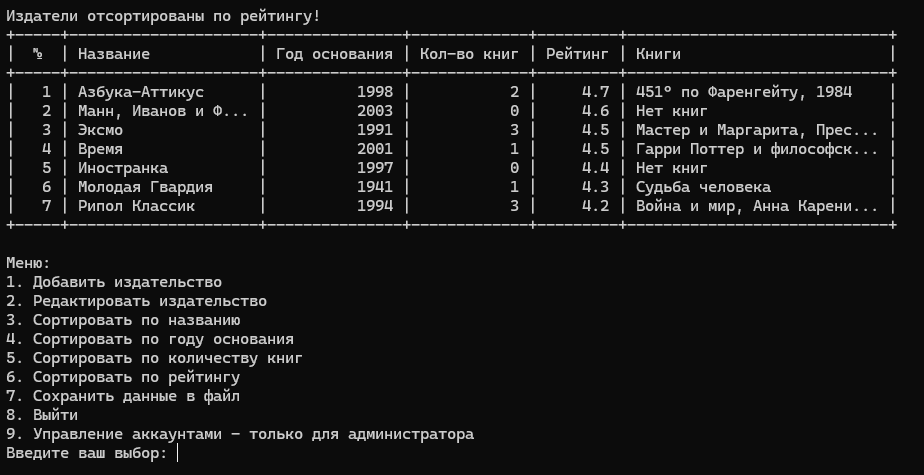 Издатели отсортированы по рейтингу!
| № | Название | Год основания | Кол-во книг | Рейтинг | Книги |
| 1 | Азбука-Аттикус | 1998 | 2 | 4.7 | 451° по Фаренгейту, 1984 |
| 2 | Манн, Иванов и Ф... | 2003 | 0 | 4.6 | Нет книг |
| 3 | Эксмо | 1991 | 3 | 4.5 | Мастер и Маргарита, Прес... |
| 4 | Время | 2001 | 1 | 4.5 | Гарри Поттер и философск... |
| 5 | Иностранка | 1997 | 0 | 4.4 | Нет книг |
| 6 | Молодая Гвардия | 1941 | 1 | 4.3 | Судьба человека |
| 7 | Рипол Классик | 1994 | 3 | 4.2 | Война и мир, Анна Карени... |
Меню:
1. Добавить издательство
2. Редактировать издательство
3. Сортировать по названию
4. Сортировать по году основания
5. Сортировать по количеству книг
6. Сортировать по рейтингу
7. Сохранить данные в файл
8. Выйти
9. Управление аккаунтами - только для администратора
Введите ваш выбор: